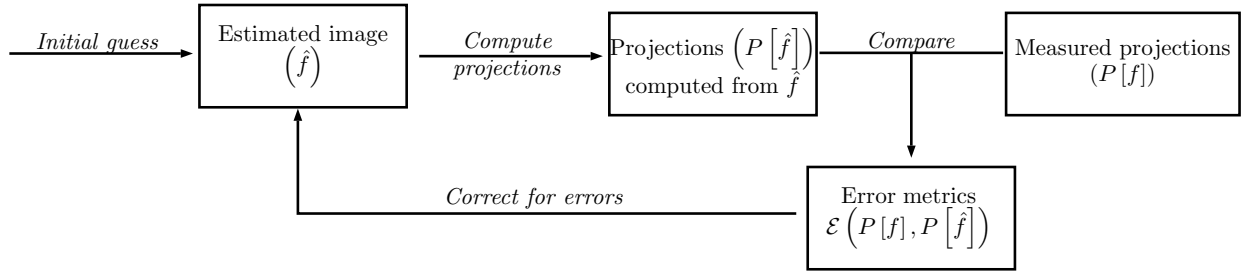 Initial guess
Estimated image
(f̂)
Compute
projections
Projections (P [f̂])
computed from f̂
Compare
Measured projections
(P [f])
Correct for errors
Error metrics
ℰ (P [f] , P [f̂])